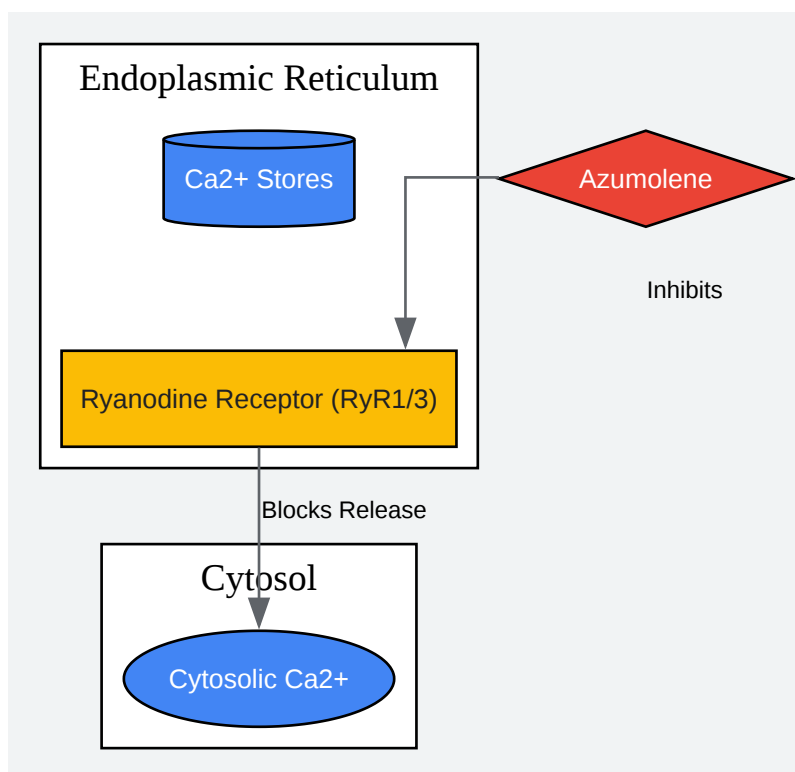 Endoplasmic Reticulum
Ca2+ Stores
Azumolene
Inhibits
Ryanodine Receptor (RyR1/3)
Blocks Release
Cytosol
Cytosolic Ca2+